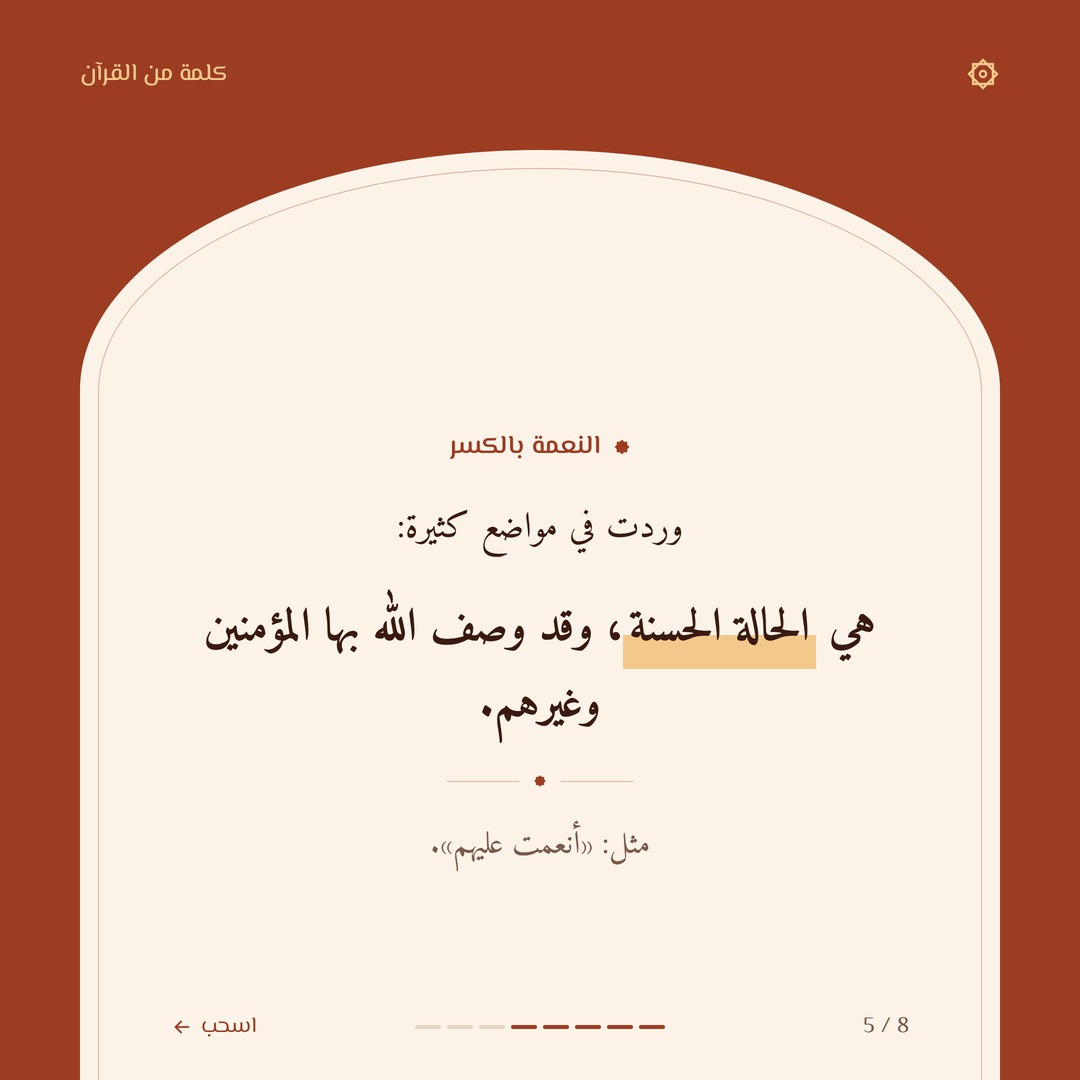 كلمة من القرآن
النعمة بالكسر
وردت في مواضع كثيرة:
هي الحالة الحسنة، وقد وصف الله بها المؤمنين
وغيرهم.
مثل: «أنعمت عليهم».
5 / 8
اسحب ←